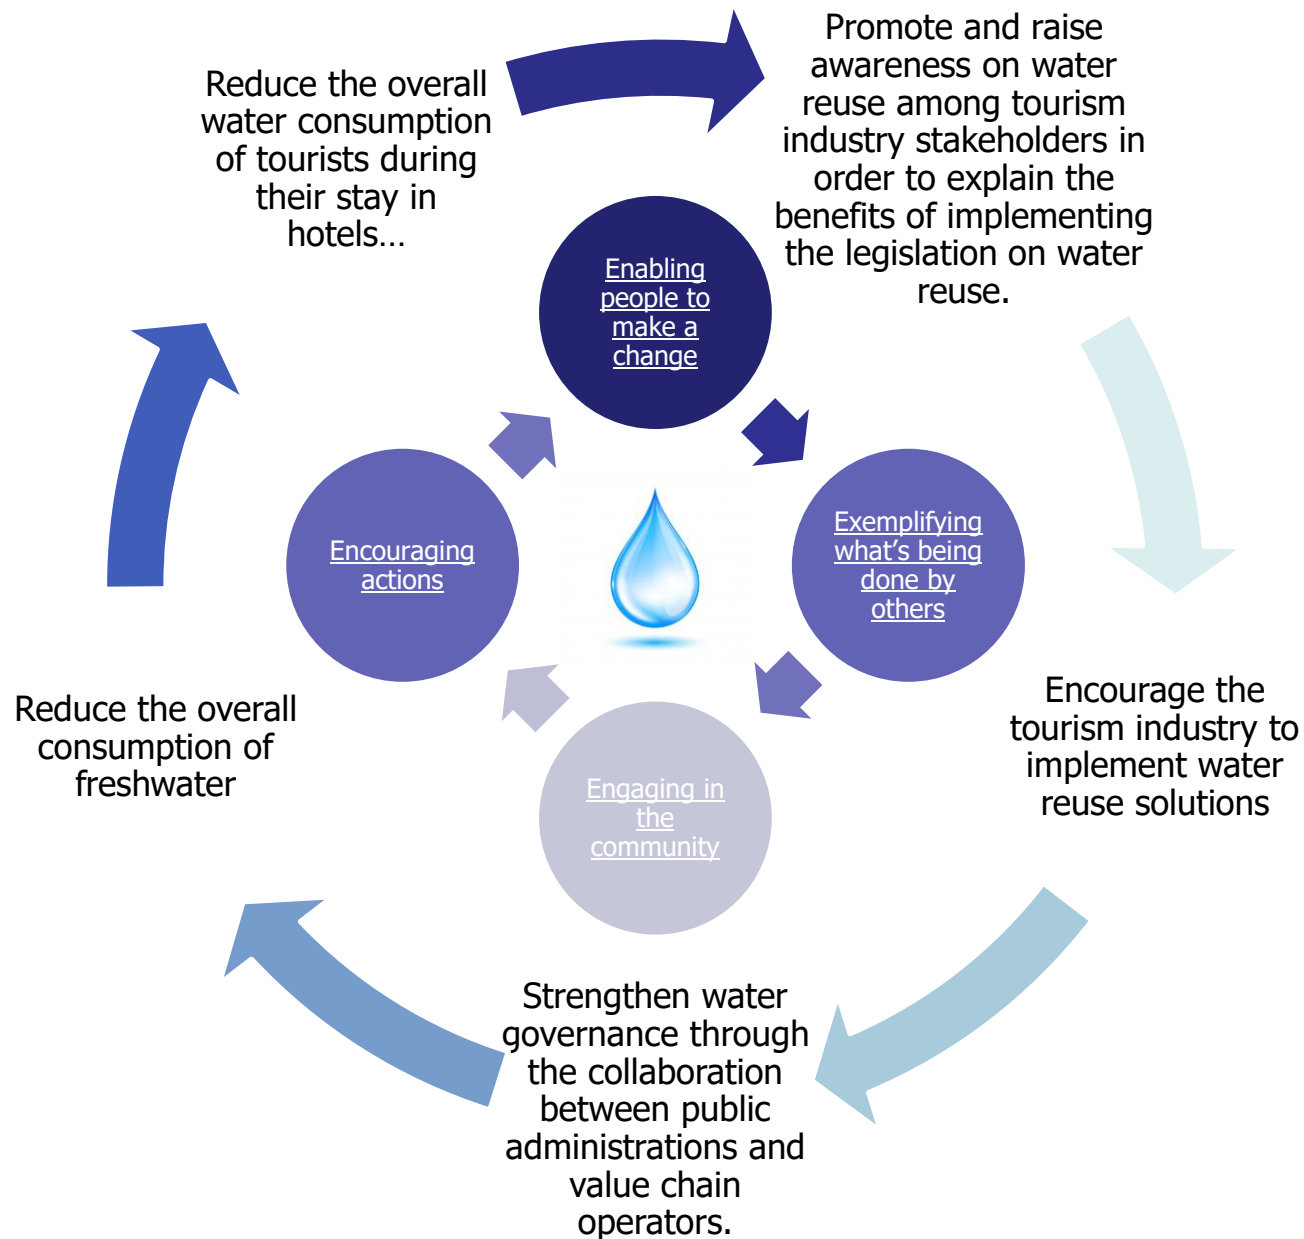 Reduce the overall
water consumption
of tourists during
their stay in
hotels...
Promote and raise
awareness on water
reuse among tourism
industry stakeholders in
order to explain the
benefits of implementing
the legislation on water
reuse.
Enabling
people to
make a
change
Encouraging
actions
Exemplifying
what's being
done by
others
Engaging in
the
community
Reduce the overall
consumption of
freshwater
Encourage the
tourism industry to
implement water
reuse solutions
Strengthen water
governance through
the collaboration
between public
administrations and
value chain
operators.